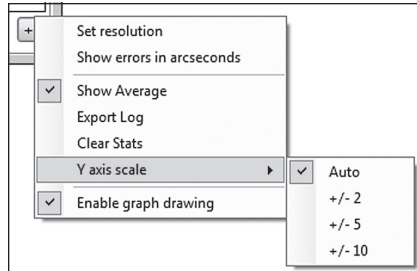 +
Set resolution
Show errors in arcseconds
Show Average
Export Log
Clear Stats
Y axis scale
Auto
+/- 2
+/- 5
+/- 10
Enable graph drawing